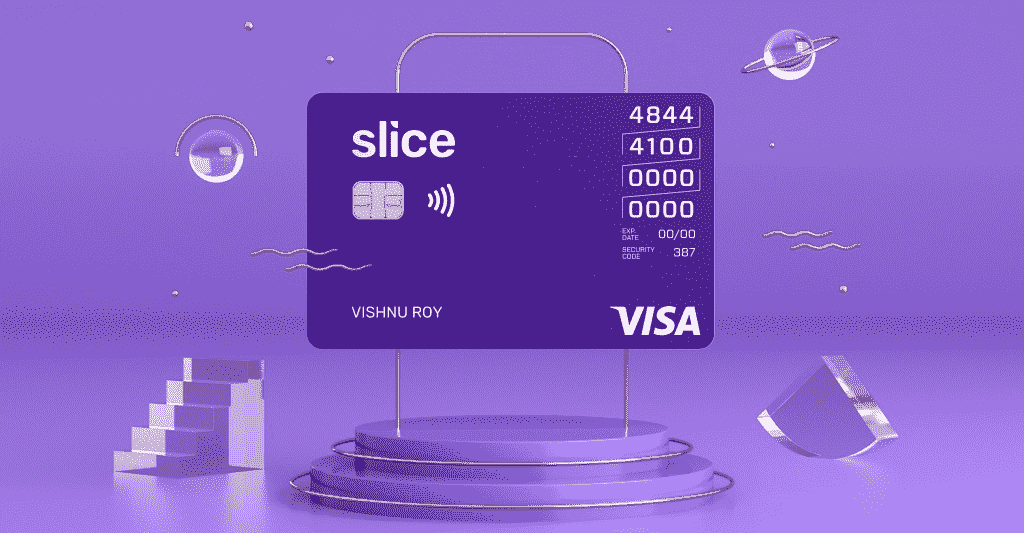 slice
4844
4100
0000
0000
EXP. DATE 00/00
SECURITY CODE 387
VISHNU ROY
VISA